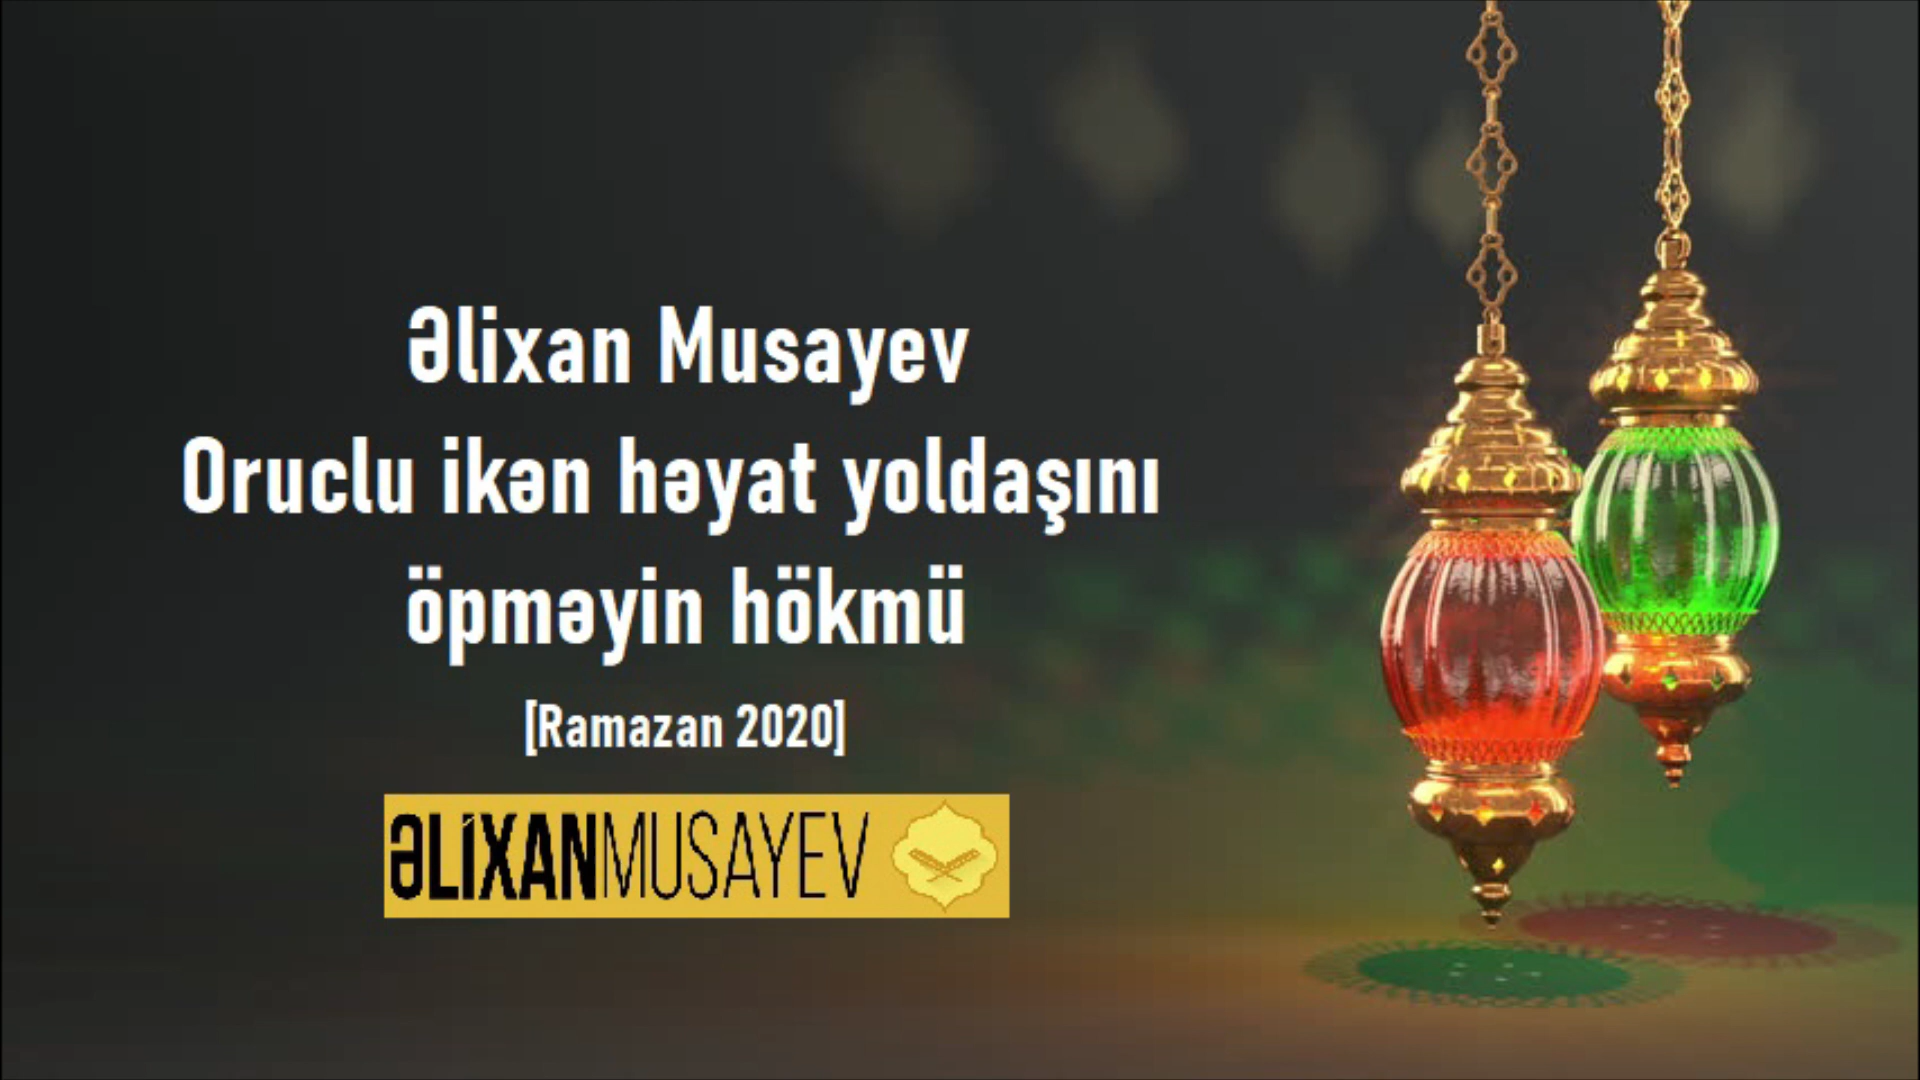 Əlixan Musayev
Oruclu ikən həyat yoldaşını
öpməyin hökmü
[Ramazan 2020]
ƏLİXANMUSAYEV